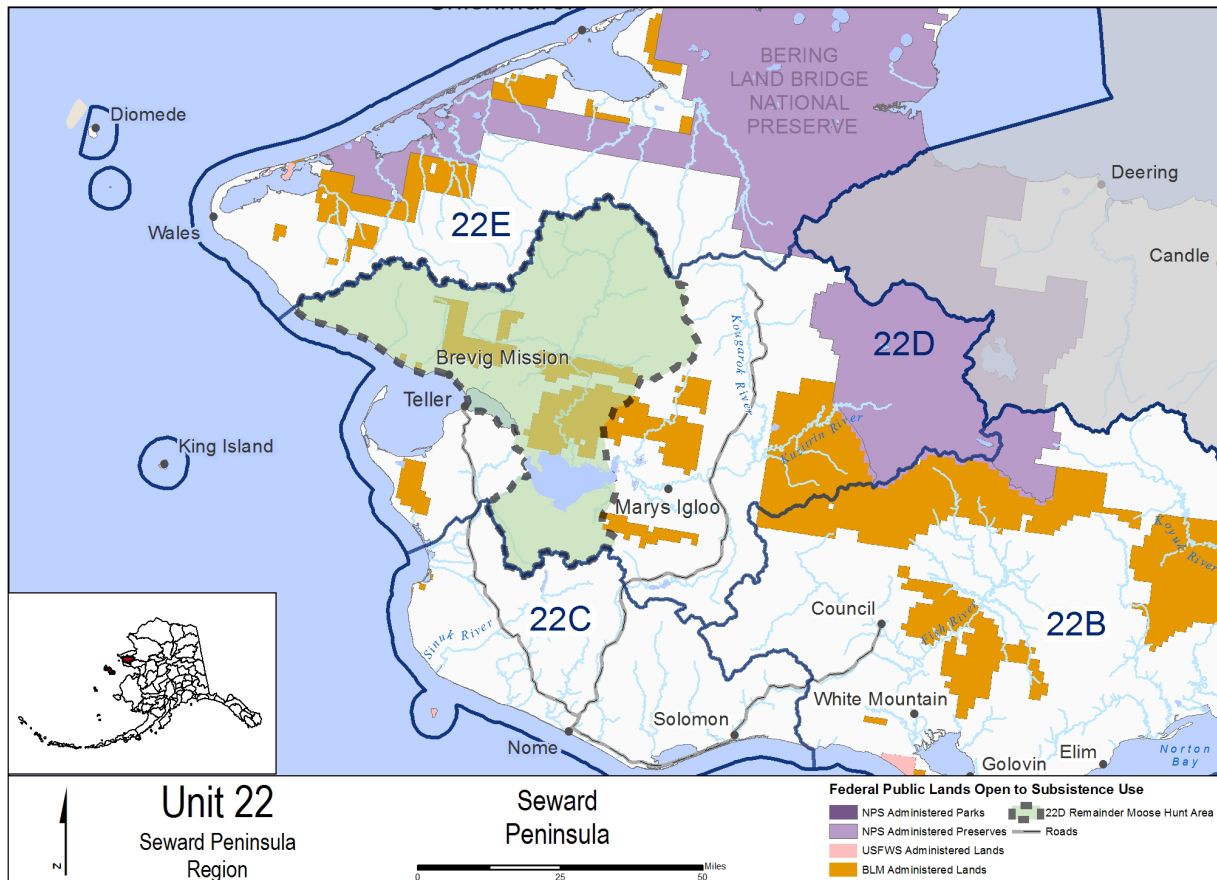 BERING
LAND BRIDGE
NATIONAL
PRESERVE
Diomede
Deering
Wales
22E
Candle
Kougarok River
22D
Brevig Mission
Teller
Kuzitrin River
King Island
Marys Igloo
Koyuk River
Council
22C
Fish River
22B
Sinuk River
White Mountain
Solomon
Nome
Elim
Norton
Bay
Golovin
N
Unit 22
Seward Peninsula
Region
Seward
Peninsula
Miles
0 25 50
Federal Public Lands Open to Subsistence Use
NPS Administered Parks
22D Remainder Moose Hunt Area
NPS Administered Preserves
Roads
USFWS Administered Lands
BLM Administered Lands